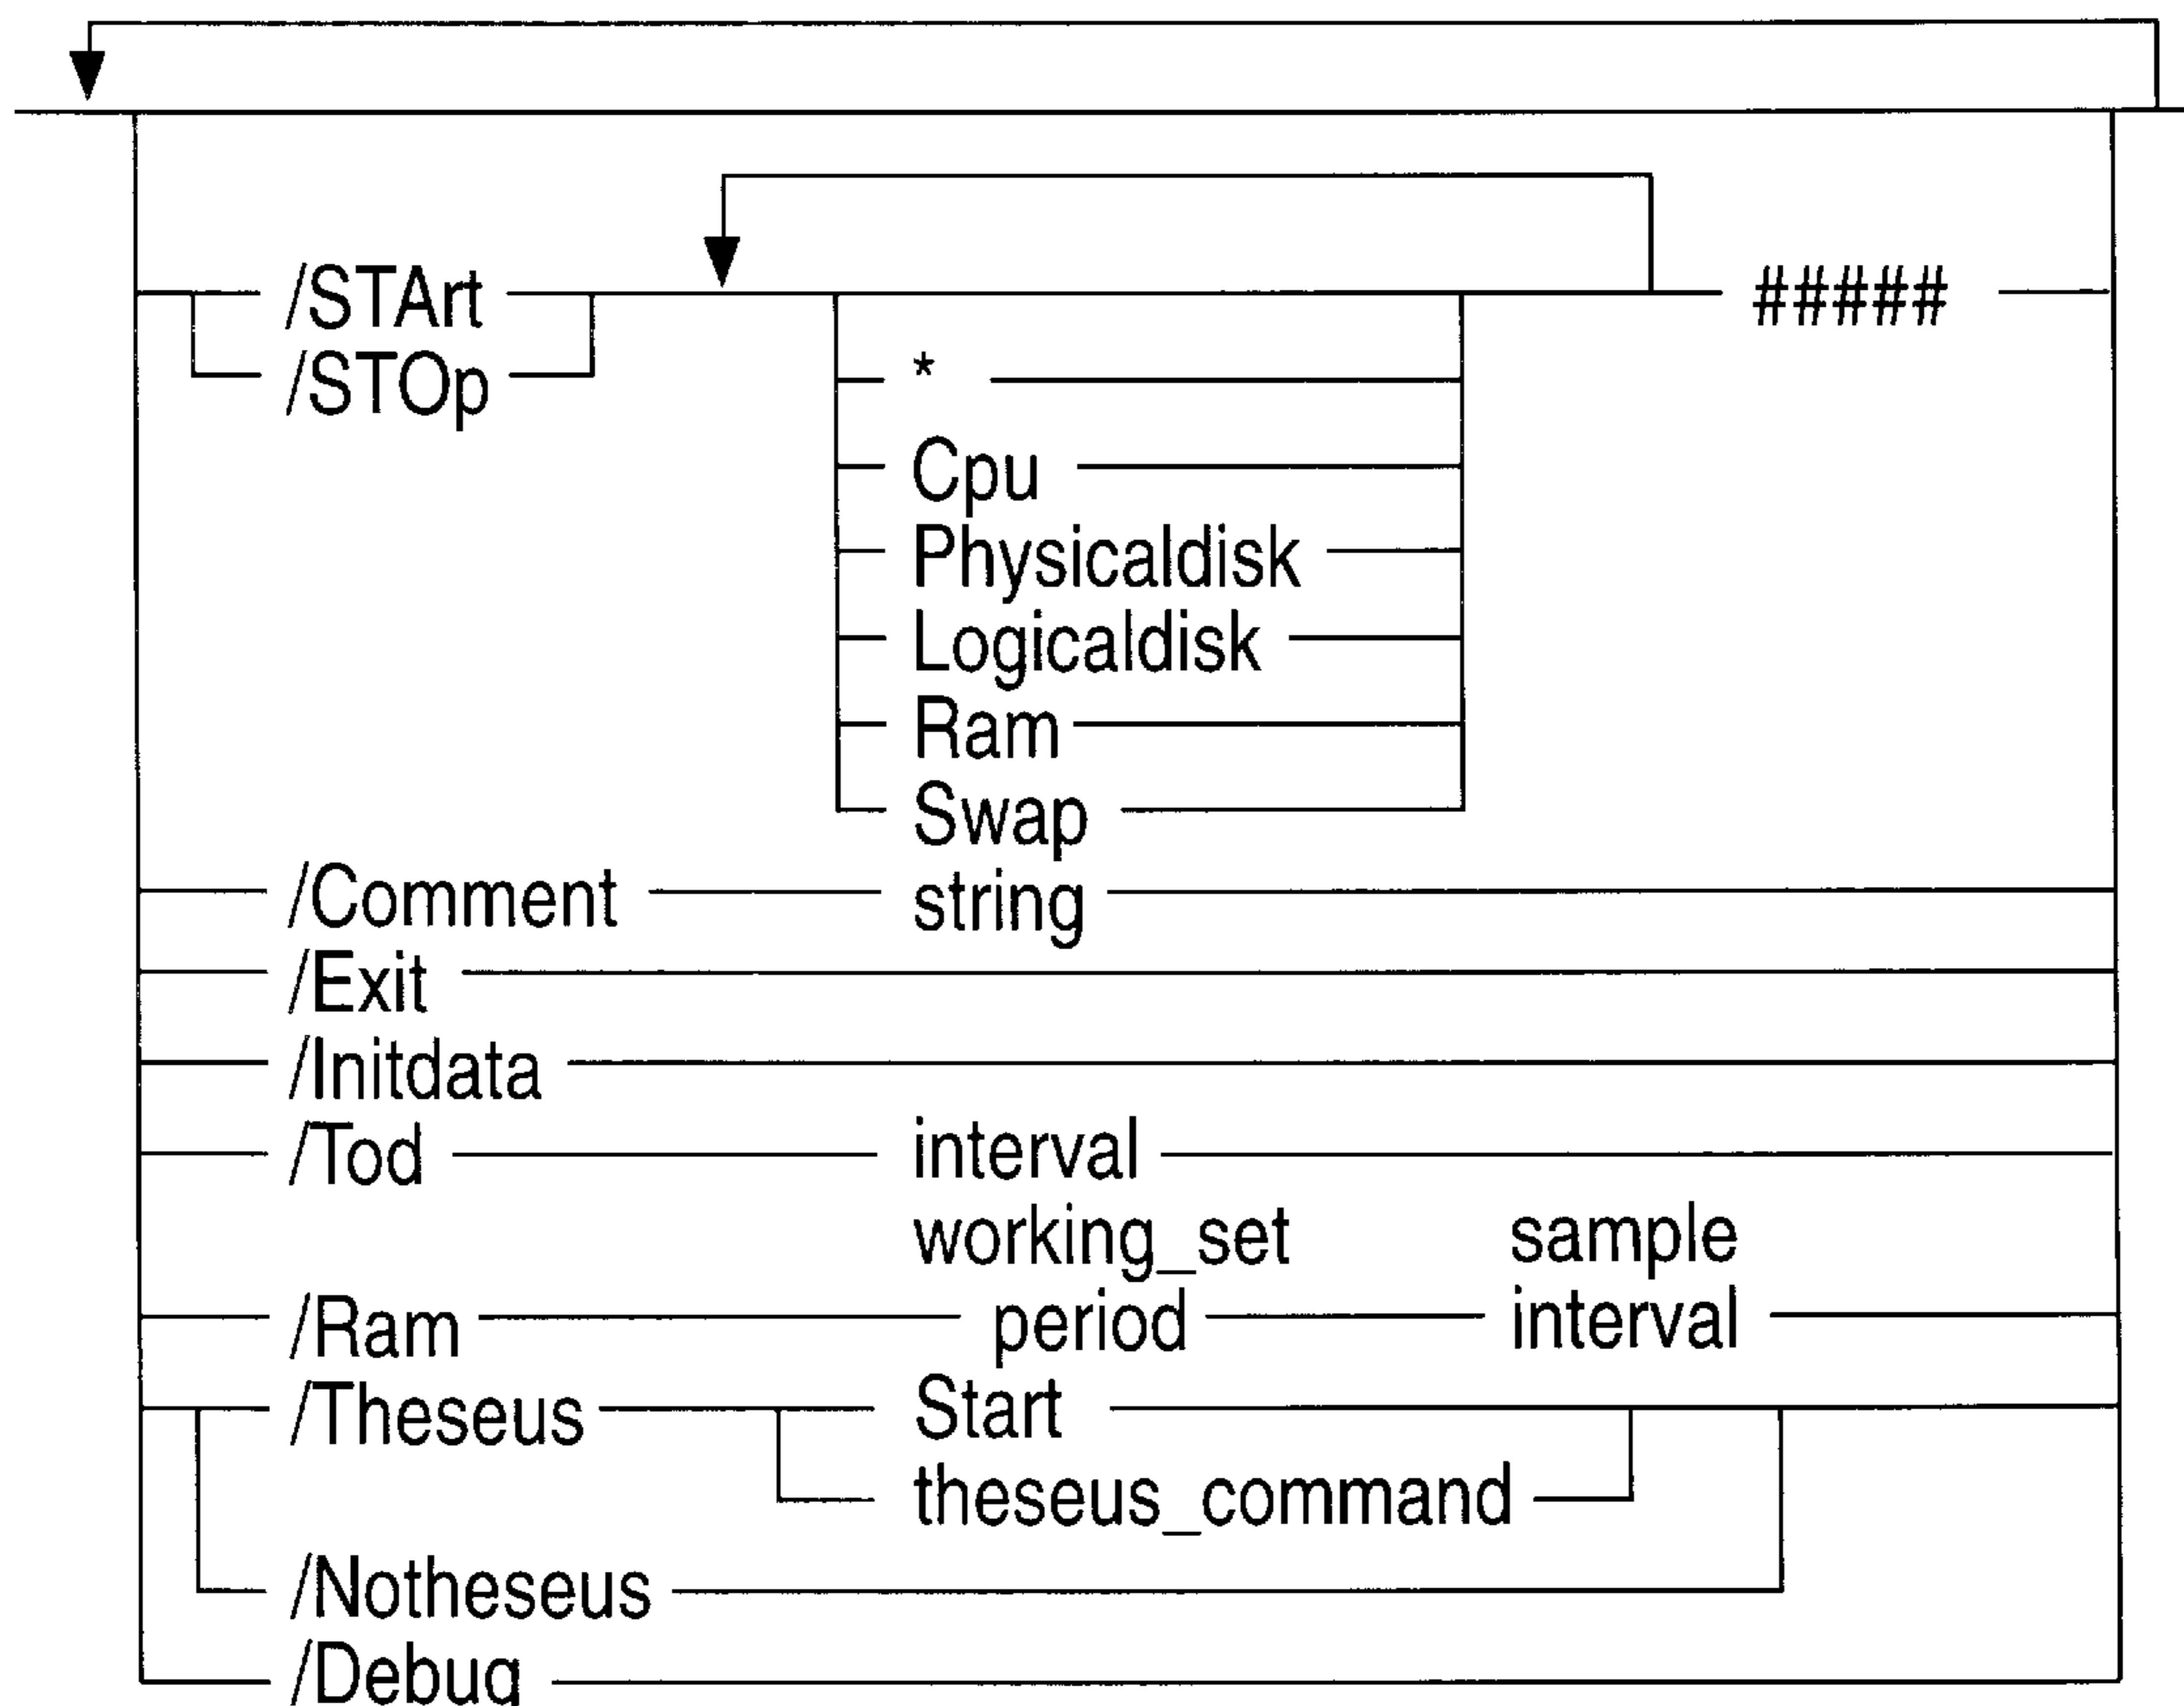 /STArt #####
/STOp
*
Cpu
Physicaldisk
Logicaldisk
Ram
Swap
/Comment string
/Exit
/Initdata
/Tod interval
working_set sample
/Ram period interval
/Theseus Start
theseus_command
/Notheseus
/Debug